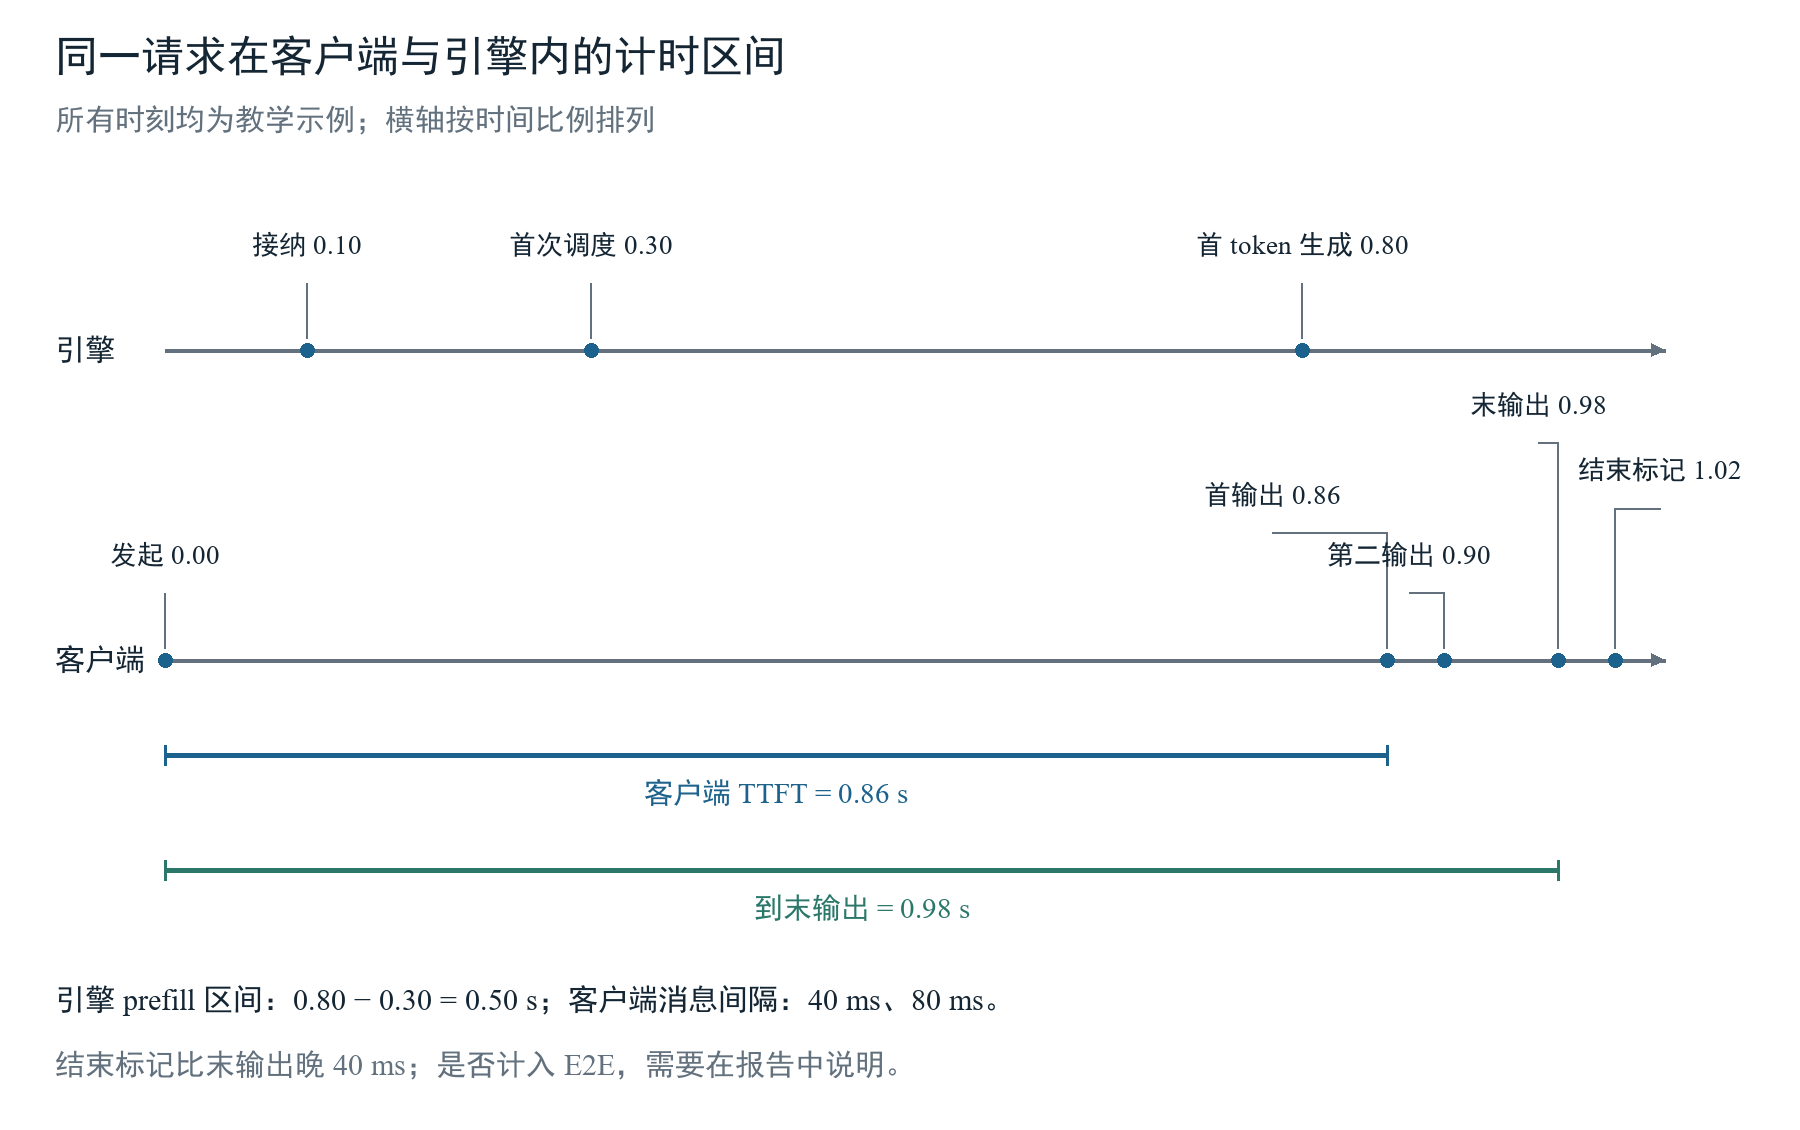 同一请求在客户端与引擎内的计时区间
所有时刻均为教学示例；横轴按时间比例排列
接纳 0.10
首次调度 0.30
首 token 生成 0.80
引擎
末输出 0.98
结束标记 1.02
首输出 0.86
第二输出 0.90
发起 0.00
客户端
客户端 TTFT = 0.86 s
到末输出 = 0.98 s
引擎 prefill 区间：0.80 − 0.30 = 0.50 s；客户端消息间隔：40 ms、80 ms。
结束标记比末输出晚 40 ms；是否计入 E2E，需要在报告中说明。